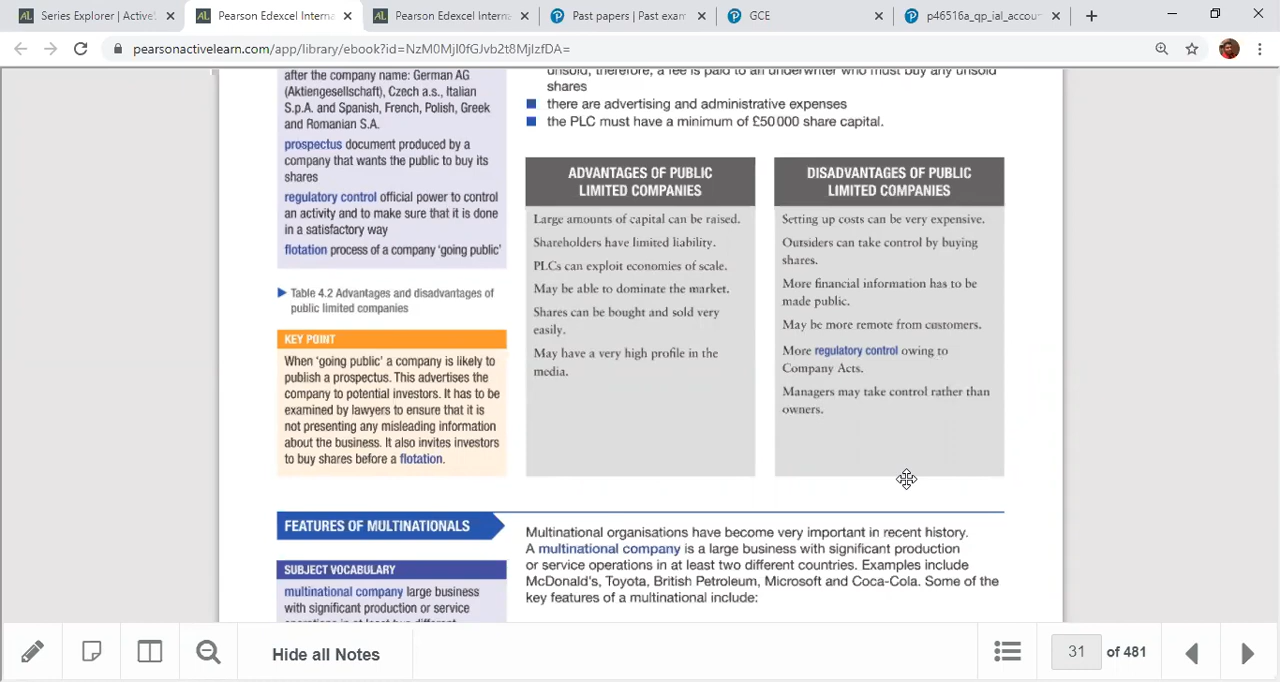 Series Explorer | Active
Pearson Edexcel Interna
Pearson Edexcel Interna
Past papers | Past exam
GCE
p46516a_qp_ial_accou
pearsonactivelearn.com/app/library/ebook?id=NzM0MjI0fGJvb2t8MjIzfDA=
after the company name: German AG
(Aktiengesellschaft), Czech a.s., Italian
S.p.A. and Spanish, French, Polish, Greek
and Romanian S.A.
prospectus document produced by a
company that wants the public to buy its
shares
regulatory control official power to control
an activity and to make sure that it is done
in a satisfactory way
flotation process of a company 'going public'
Table 4.2 Advantages and disadvantages of
public limited companies
KEY POINT
When 'going public' a company is likely to
publish a prospectus. This advertises the
company to potential investors. It has to be
examined by lawyers to ensure that it is
not presenting any misleading information
about the business. It also invites investors
to buy shares before a flotation.
unsold, therefore, a fee is paid to an underwriter who must buy any unsold
shares
there are advertising and administrative expenses
the PLC must have a minimum of £50 000 share capital.
ADVANTAGES OF PUBLIC
LIMITED COMPANIES
Large amounts of capital can be raised.
Shareholders have limited liability.
PLCs can exploit economies of scale.
May be able to dominate the market.
Shares can be bought and sold very
easily.
May have a very high profile in the
media.
DISADVANTAGES OF PUBLIC
LIMITED COMPANIES
Setting up costs can be very expensive.
Outsiders can take control by buying
shares.
More financial information has to be
made public.
May be more remote from customers.
More regulatory control owing to
Company Acts.
Managers may take control rather than
owners.
FEATURES OF MULTINATIONALS
SUBJECT VOCABULARY
multinational company large business
with significant production or service
operations in at least two different
Multinational organisations have become very important in recent history.
A multinational company is a large business with significant production
or service operations in at least two different countries. Examples include
McDonald's, Toyota, British Petroleum, Microsoft and Coca-Cola. Some of the
key features of a multinational include:
Hide all Notes
31
of 481